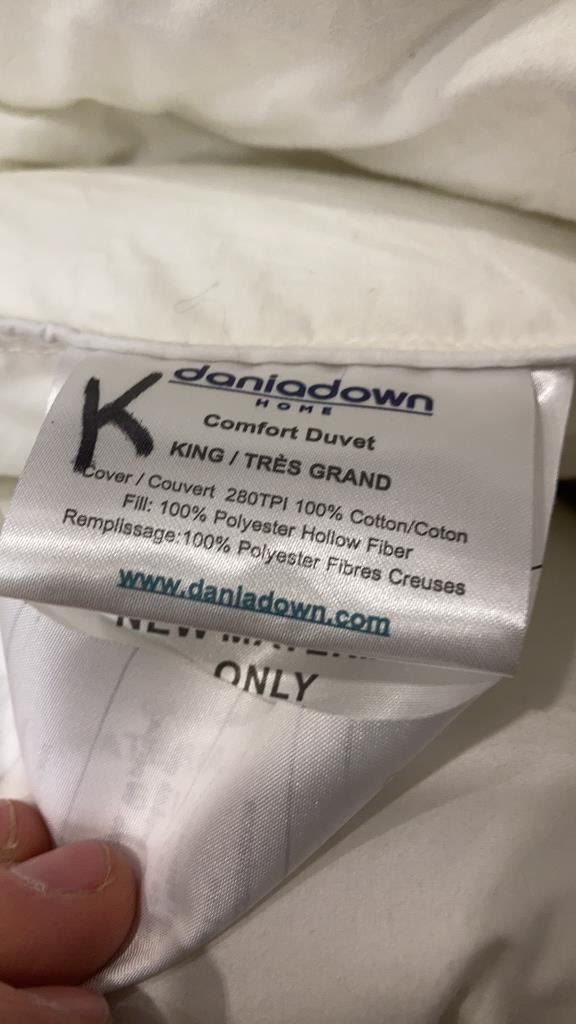 K
daniadown
HOME
Comfort Duvet
KING / TRÈS GRAND
Cover / Couvert 280TPI 100% Cotton/Coton
Fill: 100% Polyester Hollow Fiber
Remplissage:100% Polyester Fibres Creuses
www.daniadown.com
NEW
ONLY